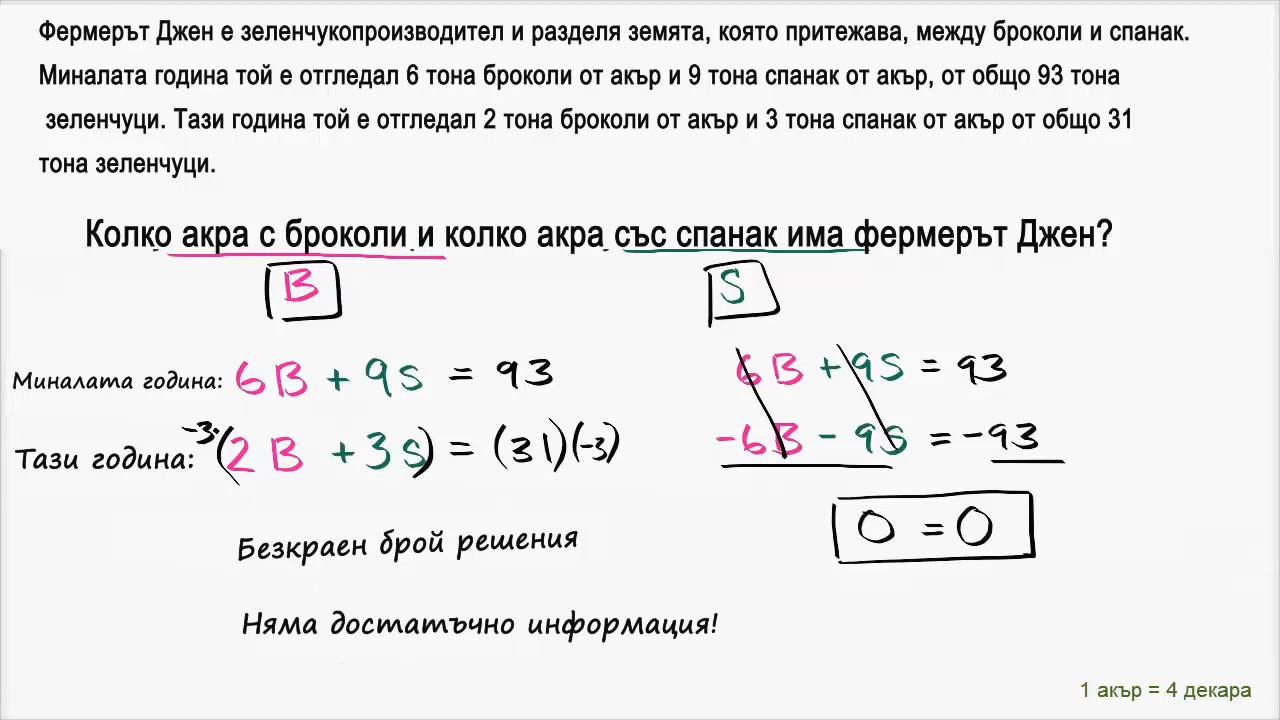 Фермерът Джен е зеленчукопроизводител и разделя земята, която притежава, между броколи и спанак.
Миналата година той е отгледал 6 тона броколи от акър и 9 тона спанак от акър, от общо 93 тона
зеленчуци. Тази година той е отгледал 2 тона броколи от акър и 3 тона спанак от акър от общо 31
тона зеленчуци.
Колко акра с броколи и колко акра със спанак има фермерът Джен?
B S
Миналата година: 6B + 9S = 93
6B + 9S = 93
Тази година: -3·(2B + 3S) = (31)(-3)
-6B - 9S = -93
0 = 0
Безкраен брой решения
Няма достатъчно информация!
1 акър = 4 декара